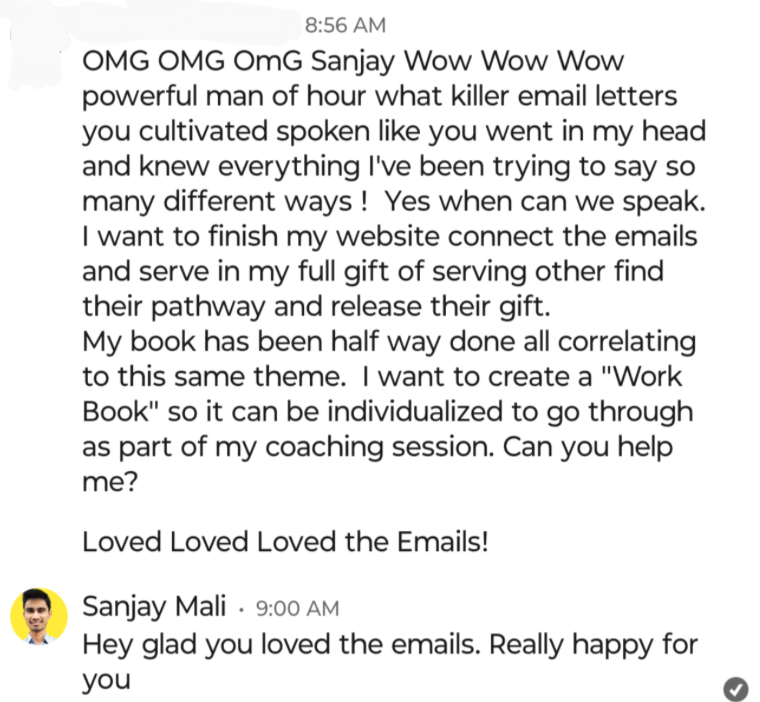 8:56 AM
OMG OMG OmG Sanjay Wow Wow Wow
powerful man of hour what killer email letters
you cultivated spoken like you went in my head
and knew everything I've been trying to say so
many different ways !  Yes when can we speak.
I want to finish my website connect the emails
and serve in my full gift of serving other find
their pathway and release their gift.
My book has been half way done all correlating
to this same theme.  I want to create a "Work
Book" so it can be individualized to go through
as part of my coaching session. Can you help
me?
Loved Loved Loved the Emails!
Sanjay Mali · 9:00 AM
Hey glad you loved the emails. Really happy for
you